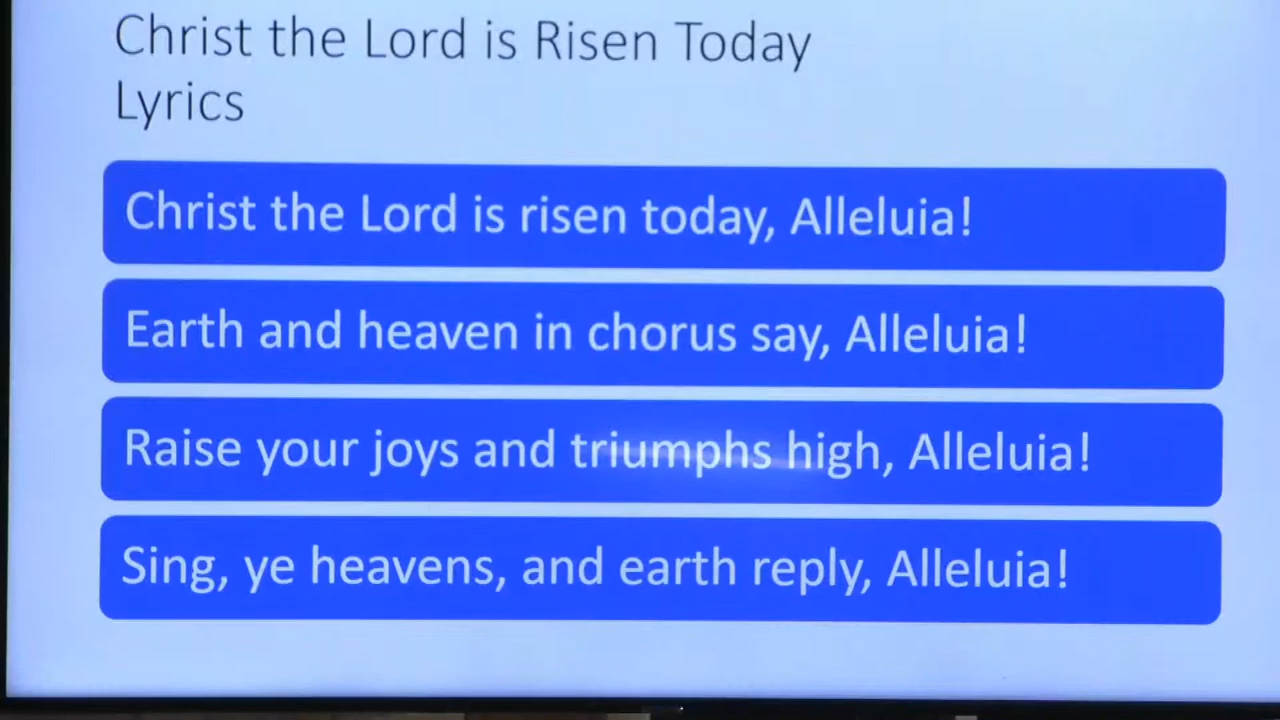 Christ the Lord is Risen Today
Lyrics
Christ the Lord is risen today, Alleluia!
Earth and heaven in chorus say, Alleluia!
Raise your joys and triumphs high, Alleluia!
Sing, ye heavens, and earth reply, Alleluia!